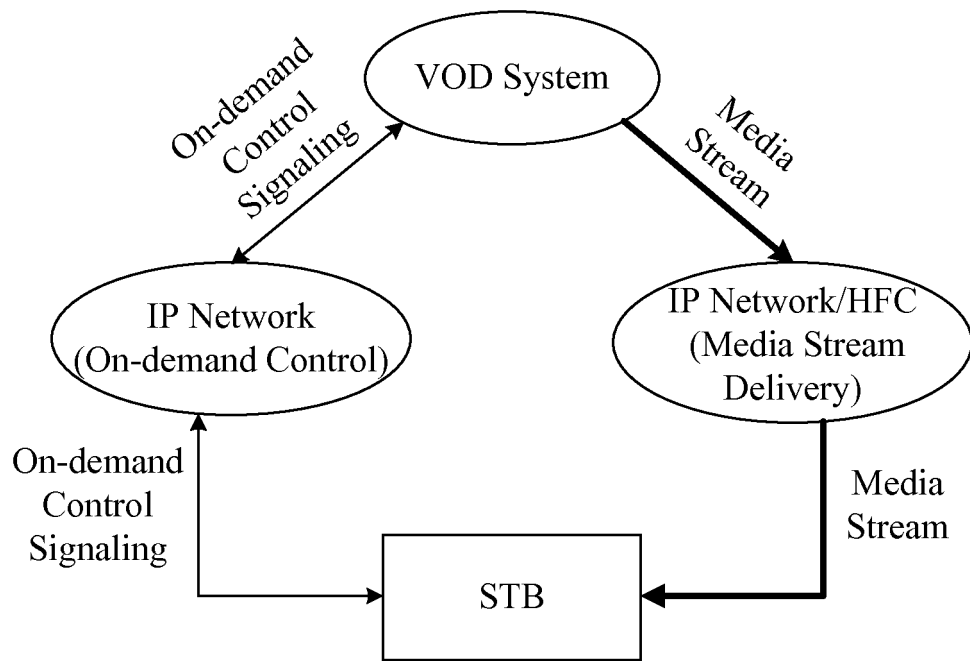 VOD System
On-demand
Control
Signaling
Media
Stream
IP Network
(On-demand Control)
IP Network/HFC
(Media Stream
Delivery)
On-demand
Control
Signaling
Media
Stream
STB